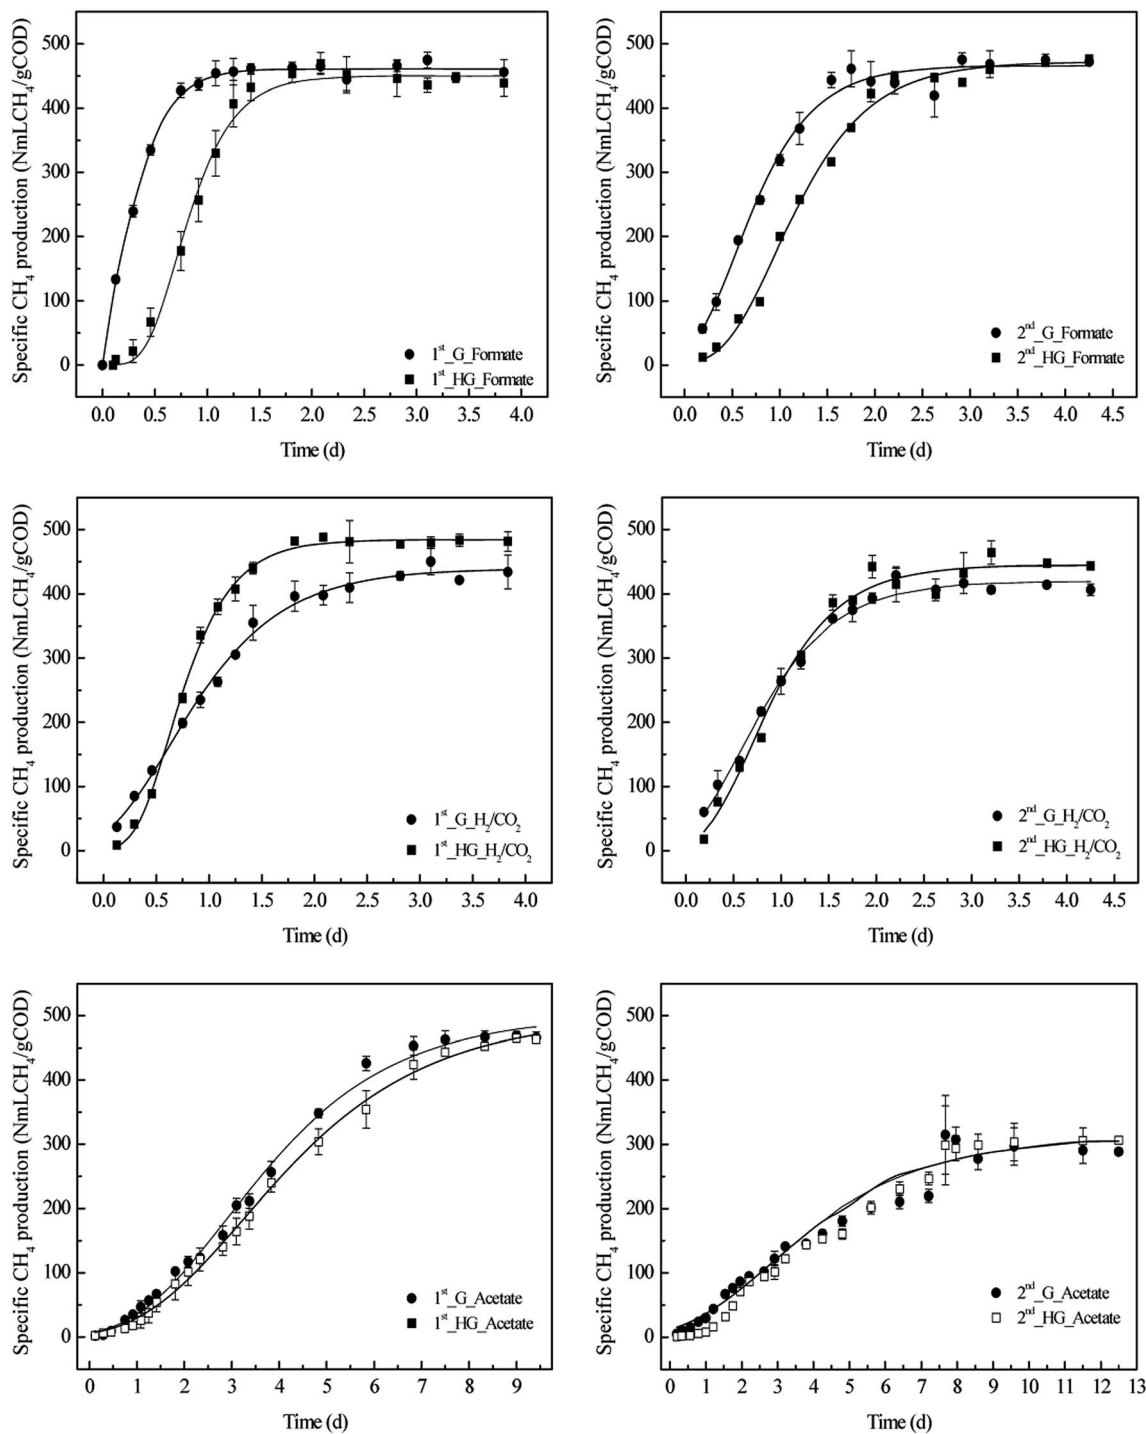 Specific CH₄ production (NmLCH₄/gCOD)
500
400
300
200
100
0
1st_G_Formate
1st_HG_Formate
0.0 0.5 1.0 1.5 2.0 2.5 3.0 3.5 4.0
Time (d)
Specific CH₄ production (NmLCH₄/gCOD)
500
400
300
200
100
0
2nd_G_Formate
2nd_HG_Formate
0.0 0.5 1.0 1.5 2.0 2.5 3.0 3.5 4.0 4.5
Time (d)
Specific CH₄ production (NmLCH₄/gCOD)
500
400
300
200
100
0
1st_G_H₂/CO₂
1st_HG_H₂/CO₂
0.0 0.5 1.0 1.5 2.0 2.5 3.0 3.5 4.0
Time (d)
Specific CH₄ production (NmLCH₄/gCOD)
500
400
300
200
100
0
2nd_G_H₂/CO₂
2nd_HG_H₂/CO₂
0.0 0.5 1.0 1.5 2.0 2.5 3.0 3.5 4.0 4.5
Time (d)
Specific CH₄ production (NmLCH₄/gCOD)
500
400
300
200
100
0
1st_G_Acetate
1st_HG_Acetate
0 1 2 3 4 5 6 7 8 9
Time (d)
Specific CH₄ production (NmLCH₄/gCOD)
500
400
300
200
100
0
2nd_G_Acetate
2nd_HG_Acetate
0 1 2 3 4 5 6 7 8 9 10 11 12 13
Time (d)